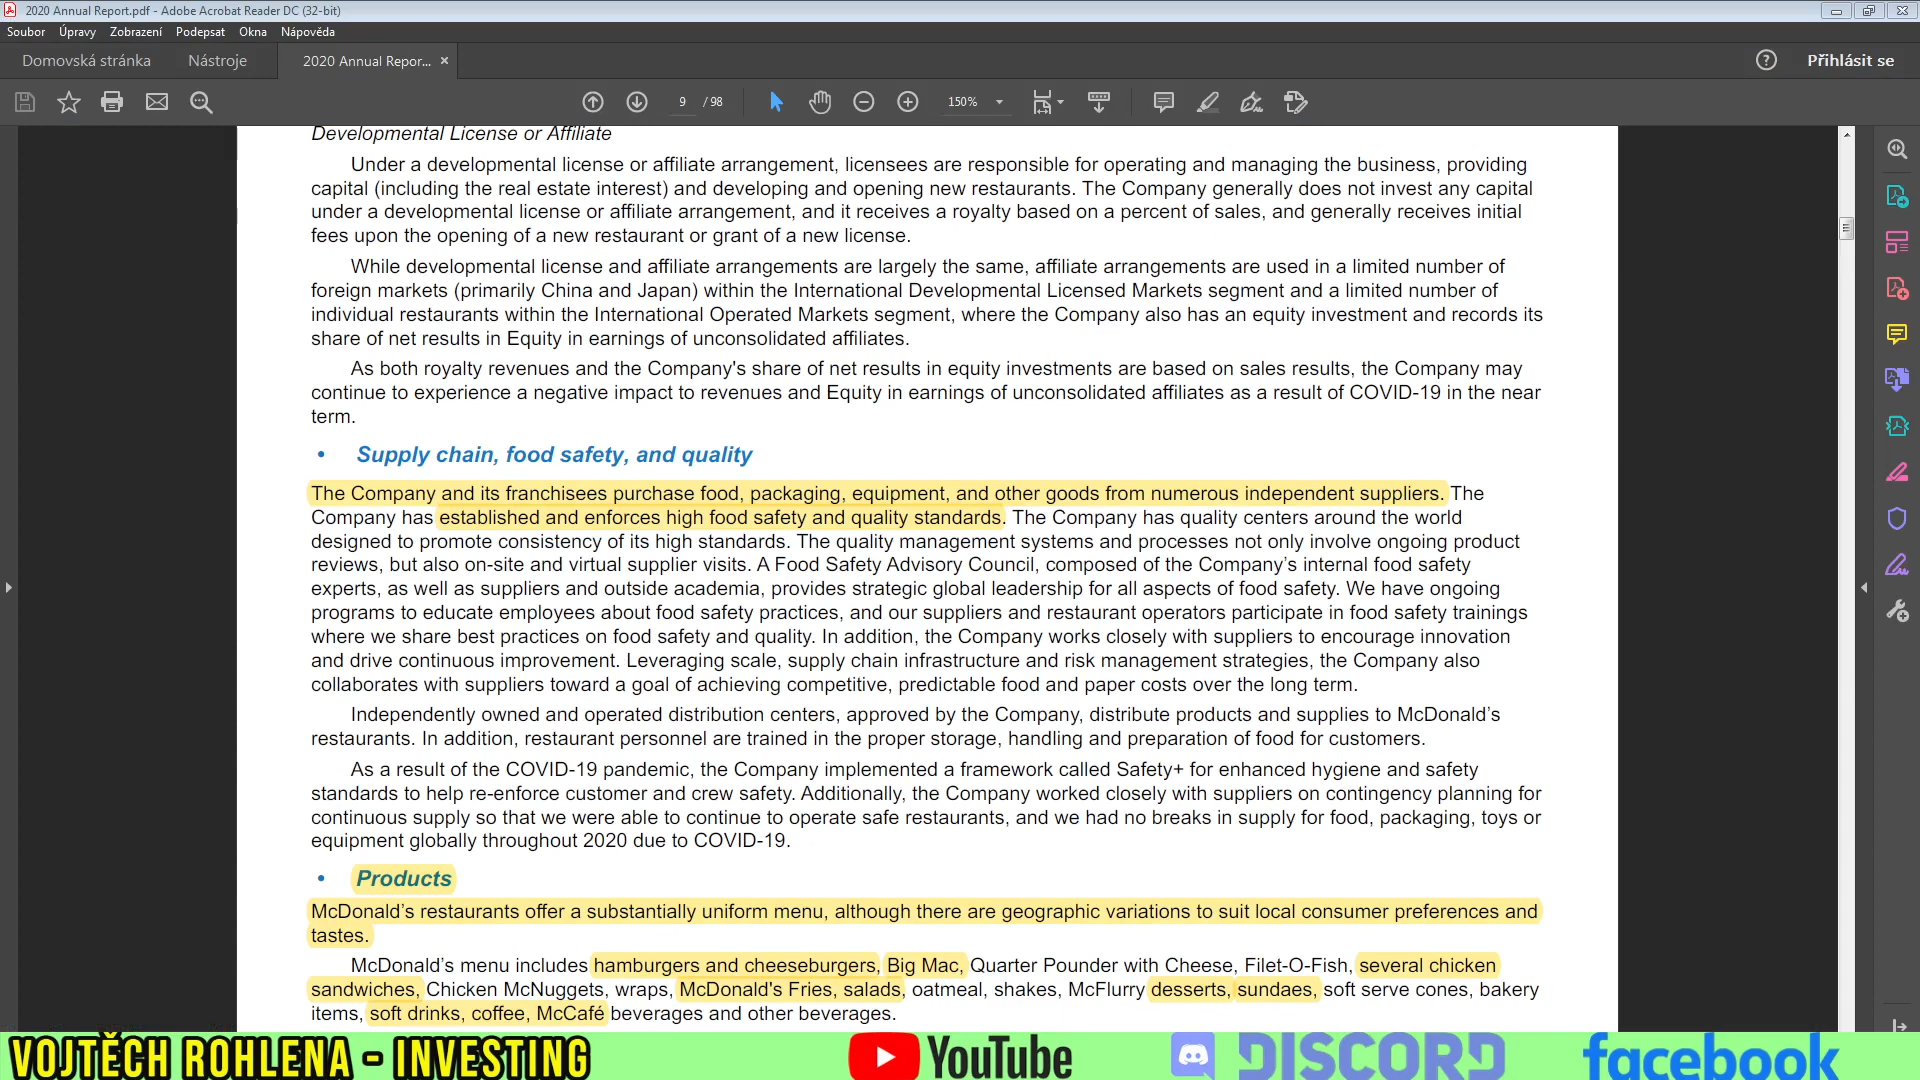 2020 Annual Report.pdf - Adobe Acrobat Reader DC (32-bit)
Soubor Úpravy Zobrazení Podepsat Okna Nápověda
Domovská stránka Nástroje 2020 Annual Repor... × Přihlásit se
9 / 98 150%
Developmental License or Affiliate
Under a developmental license or affiliate arrangement, licensees are responsible for operating and managing the business, providing
capital (including the real estate interest) and developing and opening new restaurants. The Company generally does not invest any capital
under a developmental license or affiliate arrangement, and it receives a royalty based on a percent of sales, and generally receives initial
fees upon the opening of a new restaurant or grant of a new license.
While developmental license and affiliate arrangements are largely the same, affiliate arrangements are used in a limited number of
foreign markets (primarily China and Japan) within the International Developmental Licensed Markets segment and a limited number of
individual restaurants within the International Operated Markets segment, where the Company also has an equity investment and records its
share of net results in Equity in earnings of unconsolidated affiliates.
As both royalty revenues and the Company's share of net results in equity investments are based on sales results, the Company may
continue to experience a negative impact to revenues and Equity in earnings of unconsolidated affiliates as a result of COVID-19 in the near
term.
• Supply chain, food safety, and quality
The Company and its franchisees purchase food, packaging, equipment, and other goods from numerous independent suppliers. The
Company has established and enforces high food safety and quality standards. The Company has quality centers around the world
designed to promote consistency of its high standards. The quality management systems and processes not only involve ongoing product
reviews, but also on-site and virtual supplier visits. A Food Safety Advisory Council, composed of the Company’s internal food safety
experts, as well as suppliers and outside academia, provides strategic global leadership for all aspects of food safety. We have ongoing
programs to educate employees about food safety practices, and our suppliers and restaurant operators participate in food safety trainings
where we share best practices on food safety and quality. In addition, the Company works closely with suppliers to encourage innovation
and drive continuous improvement. Leveraging scale, supply chain infrastructure and risk management strategies, the Company also
collaborates with suppliers toward a goal of achieving competitive, predictable food and paper costs over the long term.
Independently owned and operated distribution centers, approved by the Company, distribute products and supplies to McDonald’s
restaurants. In addition, restaurant personnel are trained in the proper storage, handling and preparation of food for customers.
As a result of the COVID-19 pandemic, the Company implemented a framework called Safety+ for enhanced hygiene and safety
standards to help re-enforce customer and crew safety. Additionally, the Company worked closely with suppliers on contingency planning for
continuous supply so that we were able to continue to operate safe restaurants, and we had no breaks in supply for food, packaging, toys or
equipment globally throughout 2020 due to COVID-19.
• Products
McDonald’s restaurants offer a substantially uniform menu, although there are geographic variations to suit local consumer preferences and
tastes.
McDonald’s menu includes hamburgers and cheeseburgers, Big Mac, Quarter Pounder with Cheese, Filet-O-Fish, several chicken
sandwiches, Chicken McNuggets, wraps, McDonald's Fries, salads, oatmeal, shakes, McFlurry desserts, sundaes, soft serve cones, bakery
items, soft drinks, coffee, McCafé beverages and other beverages.
VOJTĚCH ROHLENA - INVESTING YouTube DISCORD facebook